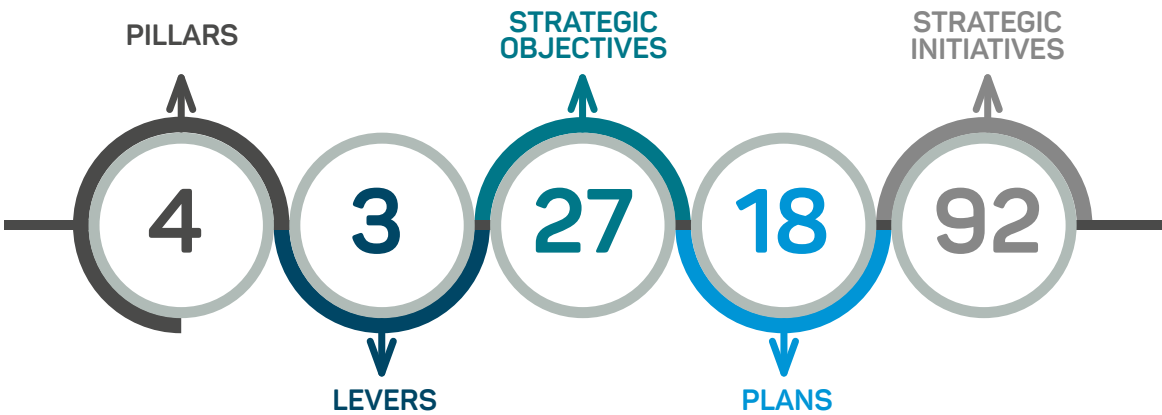 PILLARS
4
3
LEVERS
STRATEGIC
OBJECTIVES
27
18
PLANS
STRATEGIC
INITIATIVES
92